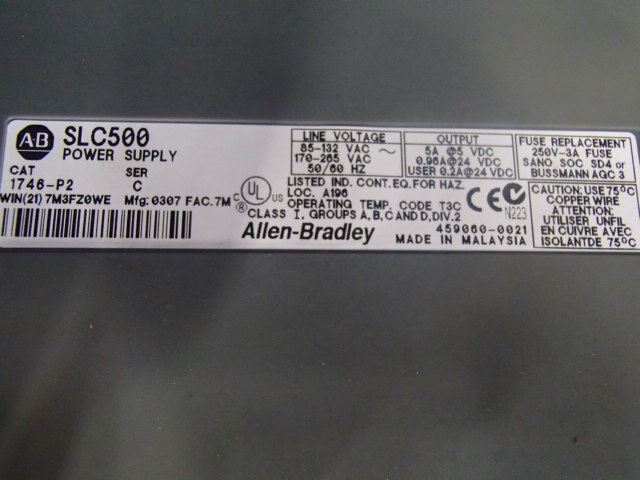 AB SLC500
POWER SUPPLY
CAT SER
1746-P2 C
WIN(21) 7M3FZ0WE Mfg: 0307 FAC. 7M
LINE VOLTAGE
85-132 VAC ~
170-265 VAC
50/60 HZ
OUTPUT
5A @5 VDC
0.96A@24 VDC
USER 0.2A@24 VDC
FUSE REPLACEMENT
250V-3A FUSE
SANO SOC SD4 or
BUSSMANN AGC 3
C UL US
LISTED IND. CONT. EQ. FOR HAZ.
LOC. A196
OPERATING TEMP. CODE T3C
CLASS I, GROUPS A, B, C AND D, DIV.2
CE
N223
CAUTION: USE 75°C
COPPER WIRE
ATTENTION:
UTILISER UNFIL
EN CUIVRE AVEC
ISOLANTDE 75°C
Allen-Bradley
459060-0021
MADE IN MALAYSIA